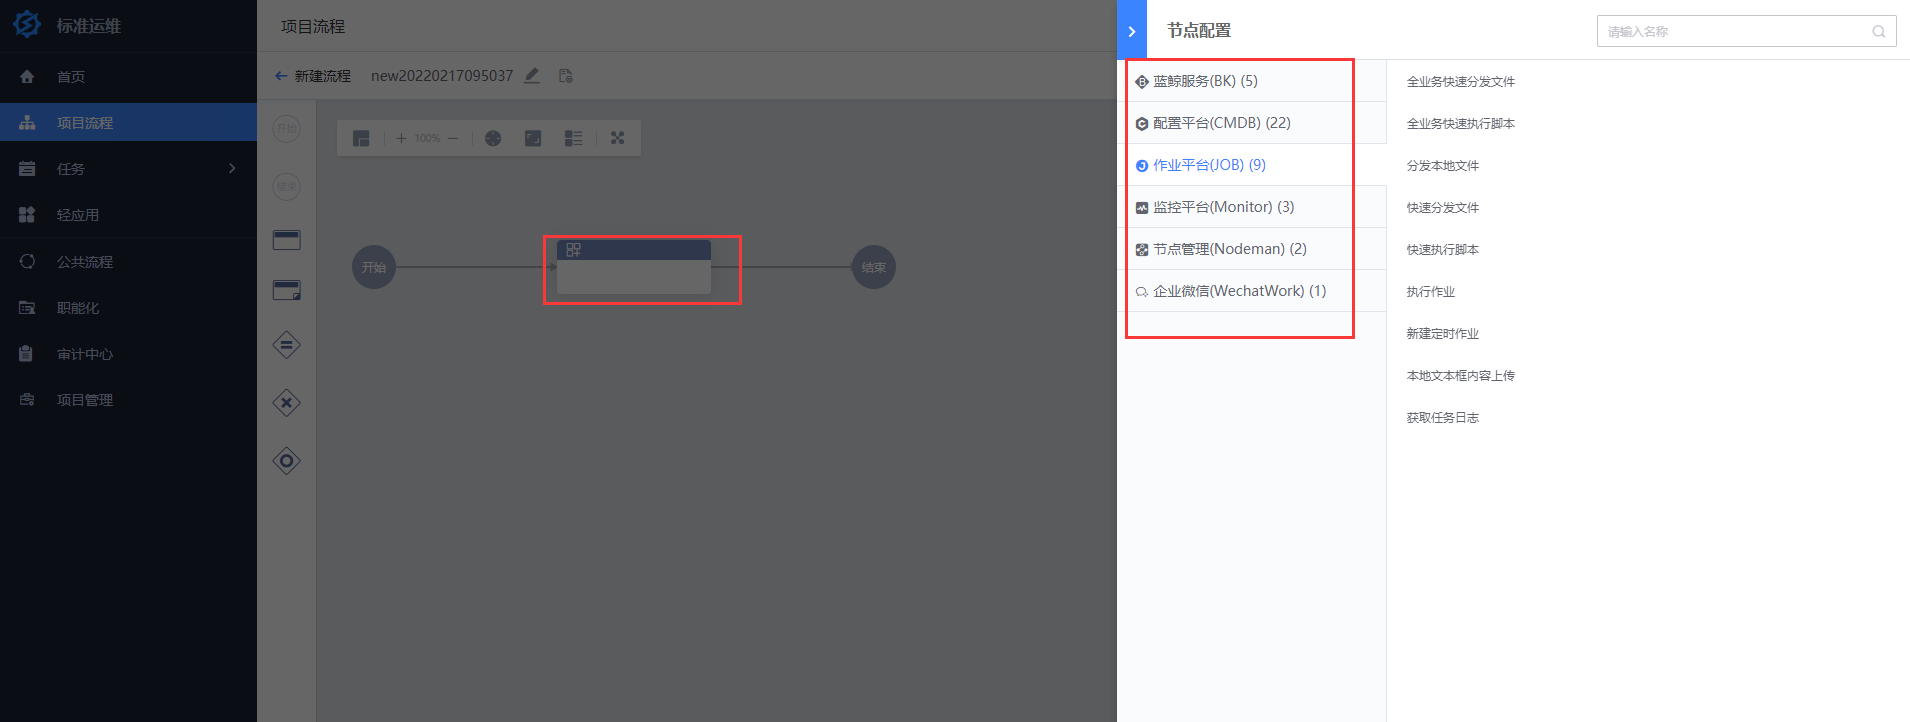 标准运维
首页
项目流程
任务
轻应用
公共流程
职能化
审计中心
项目管理
项目流程
新建流程 new20220217095037
开始
结束
100%
开始
结束
节点配置
请输入名称
蓝鲸服务(BK) (5)
配置平台(CMDB) (22)
作业平台(JOB) (9)
监控平台(Monitor) (3)
节点管理(Nodeman) (2)
企业微信(WechatWork) (1)
全业务快速分发文件
全业务快速执行脚本
分发本地文件
快速分发文件
快速执行脚本
执行作业
新建定时作业
本地文本框内容上传
获取任务日志